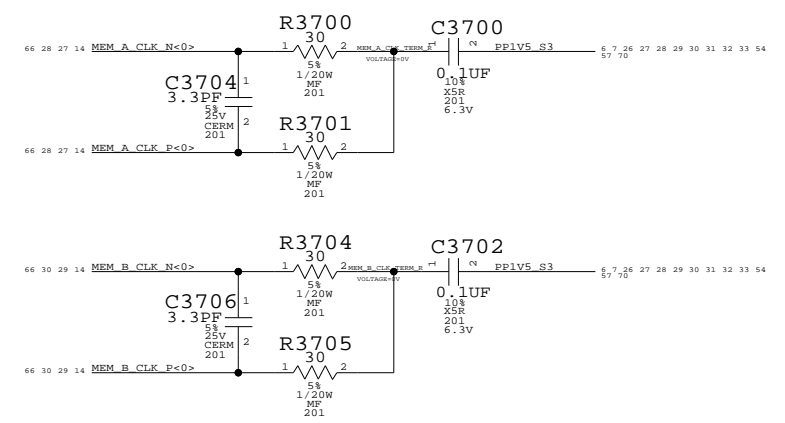 R3700
30
66 28 27 14 MEM_A_CLK_N<0> 1 2 MEM_A_CLK_TERM_R
VOLTAGE=0V
5%
1/20W
MF
201
C3700
1 2 PP1V5_S3 6 7 26 27 28 29 30 31 32 33 54
57 70
0.1UF
10%
X5R
201
6.3V
C3704 1
3.3PF
5%
25V
CERM 2
201
R3701
30
66 28 27 14 MEM_A_CLK_P<0> 1 2
5%
1/20W
MF
201
R3704
30
66 30 29 14 MEM_B_CLK_N<0> 1 2 MEM_B_CLK_TERM_R
VOLTAGE=0V
5%
1/20W
MF
201
C3702
1 2 PP1V5_S3 6 7 26 27 28 29 30 31 32 33 54
57 70
0.1UF
10%
X5R
201
6.3V
C3706 1
3.3PF
5%
25V
CERM 2
201
R3705
30
66 30 29 14 MEM_B_CLK_P<0> 1 2
5%
1/20W
MF
201